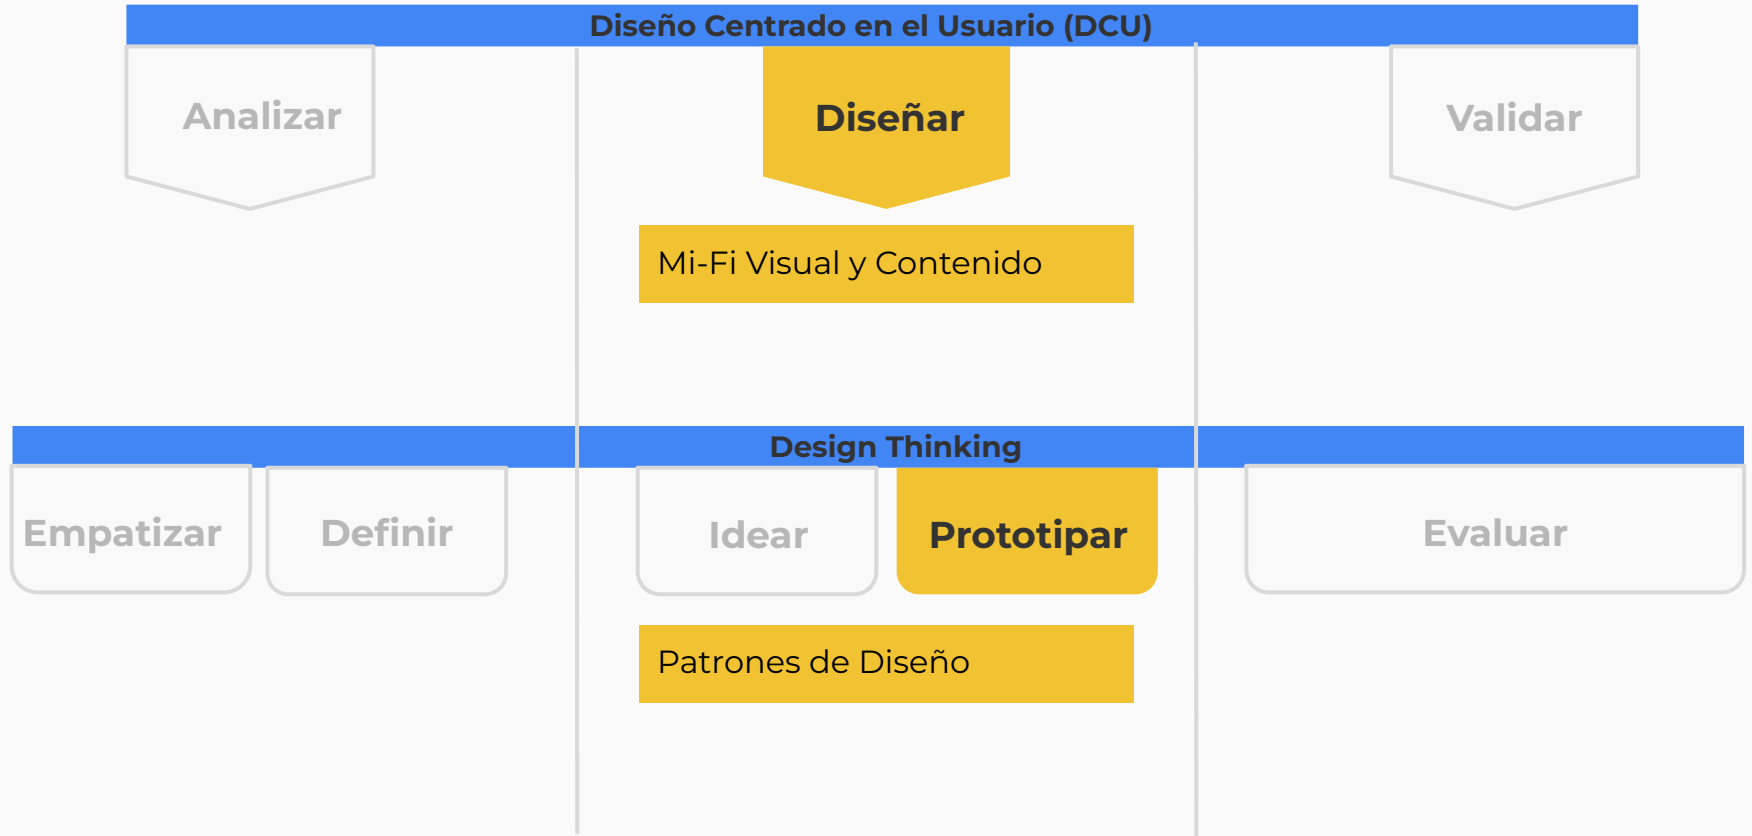 Diseño Centrado en el Usuario (DCU)
Analizar
Diseñar
Validar
Mi-Fi Visual y Contenido
Design Thinking
Empatizar
Definir
Idear
Prototipar
Evaluar
Patrones de Diseño